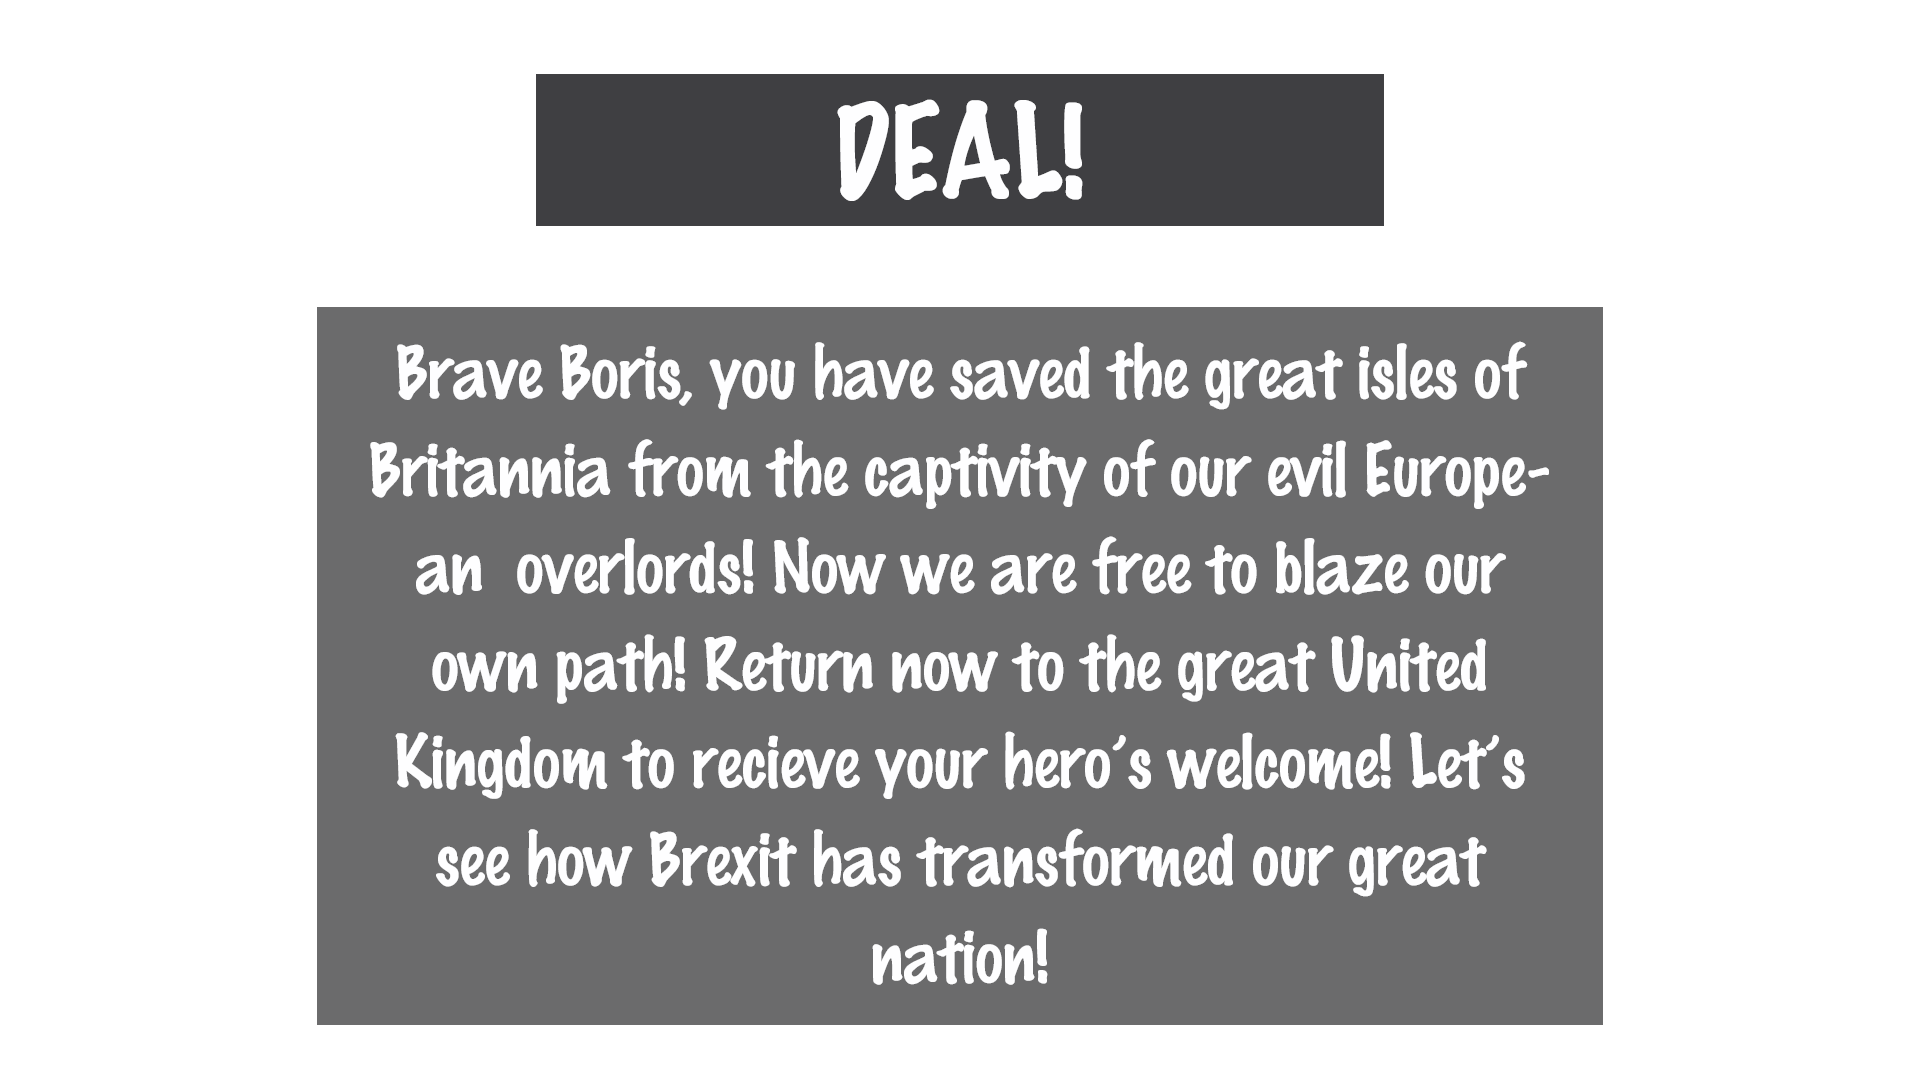 DEAL!
Brave Boris, you have saved the great isles of
Britannia from the captivity of our evil Europe-
an  overlords! Now we are free to blaze our
own path! Return now to the great United
Kingdom to recieve your hero’s welcome! Let’s
see how Brexit has transformed our great
nation!